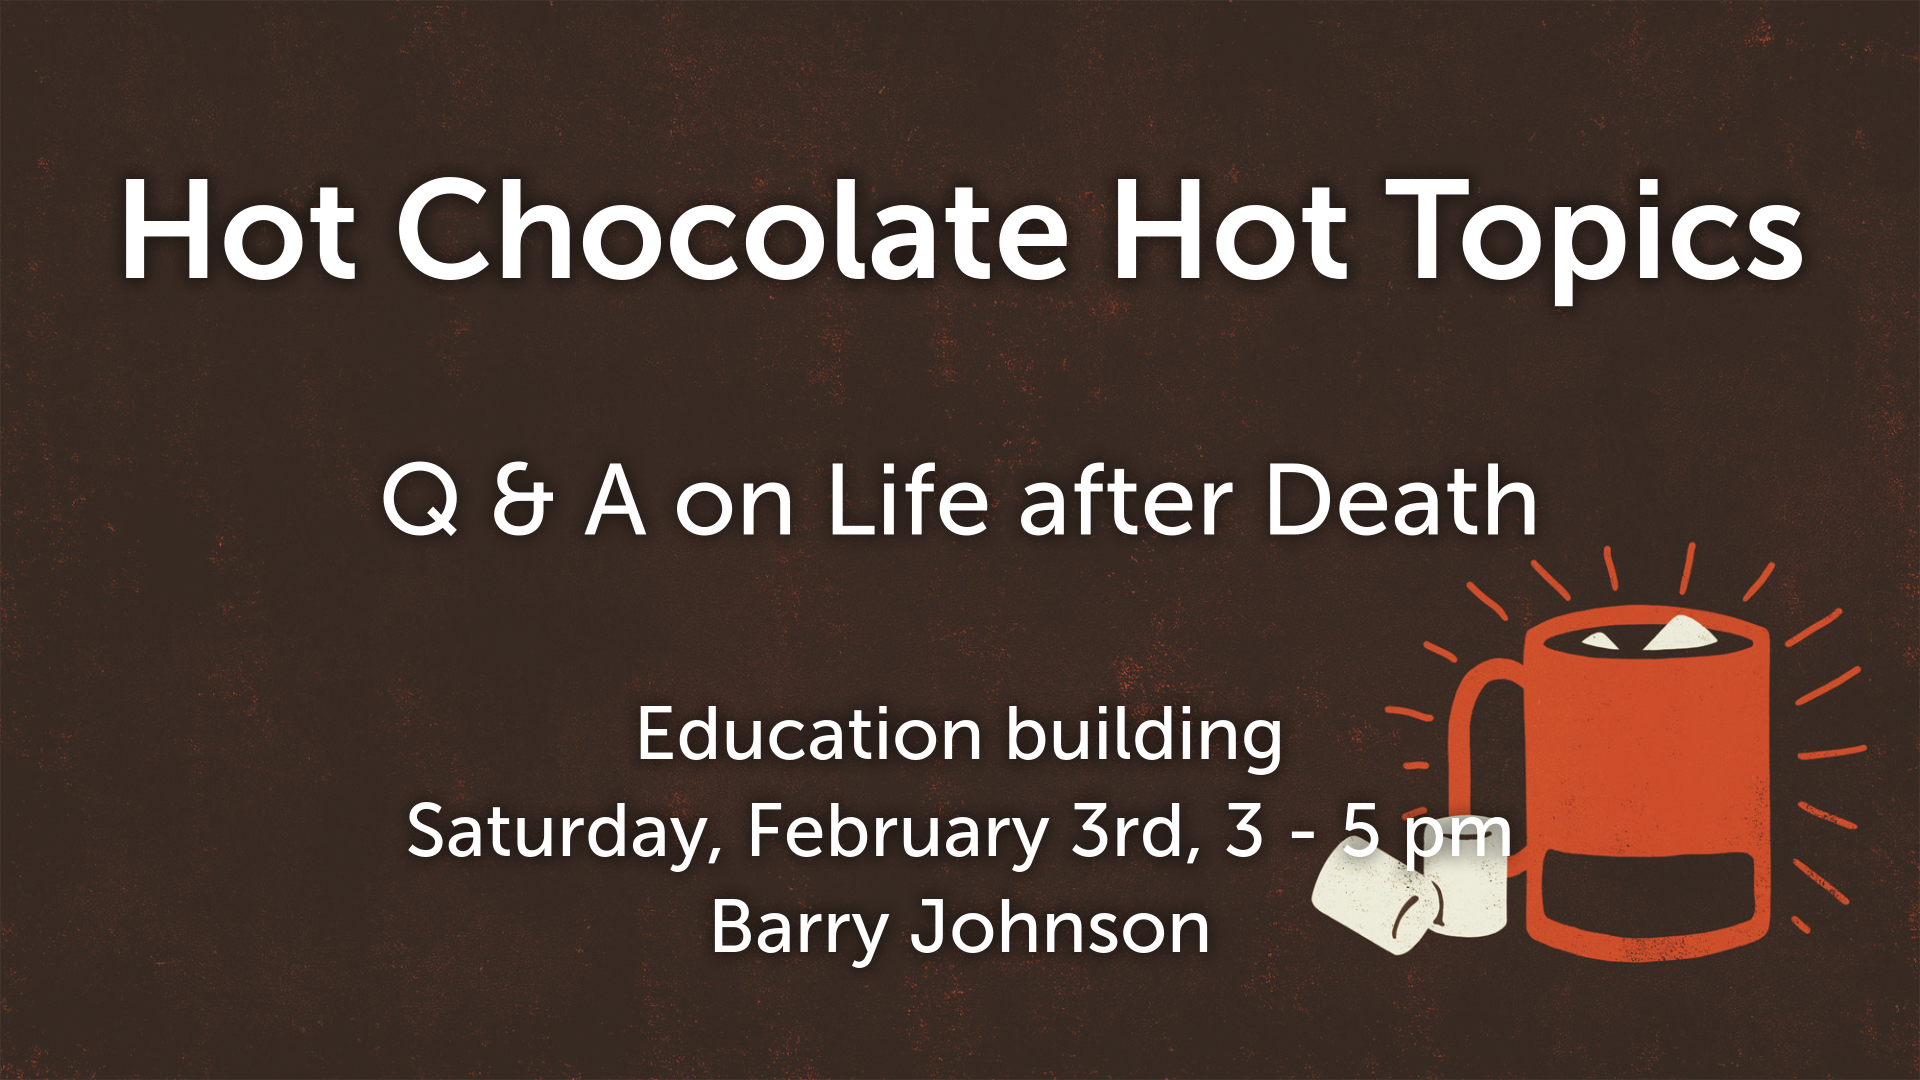 Hot Chocolate Hot Topics
Q & A on Life after Death
Education building
Saturday, February 3rd, 3 - 5 pm
Barry Johnson